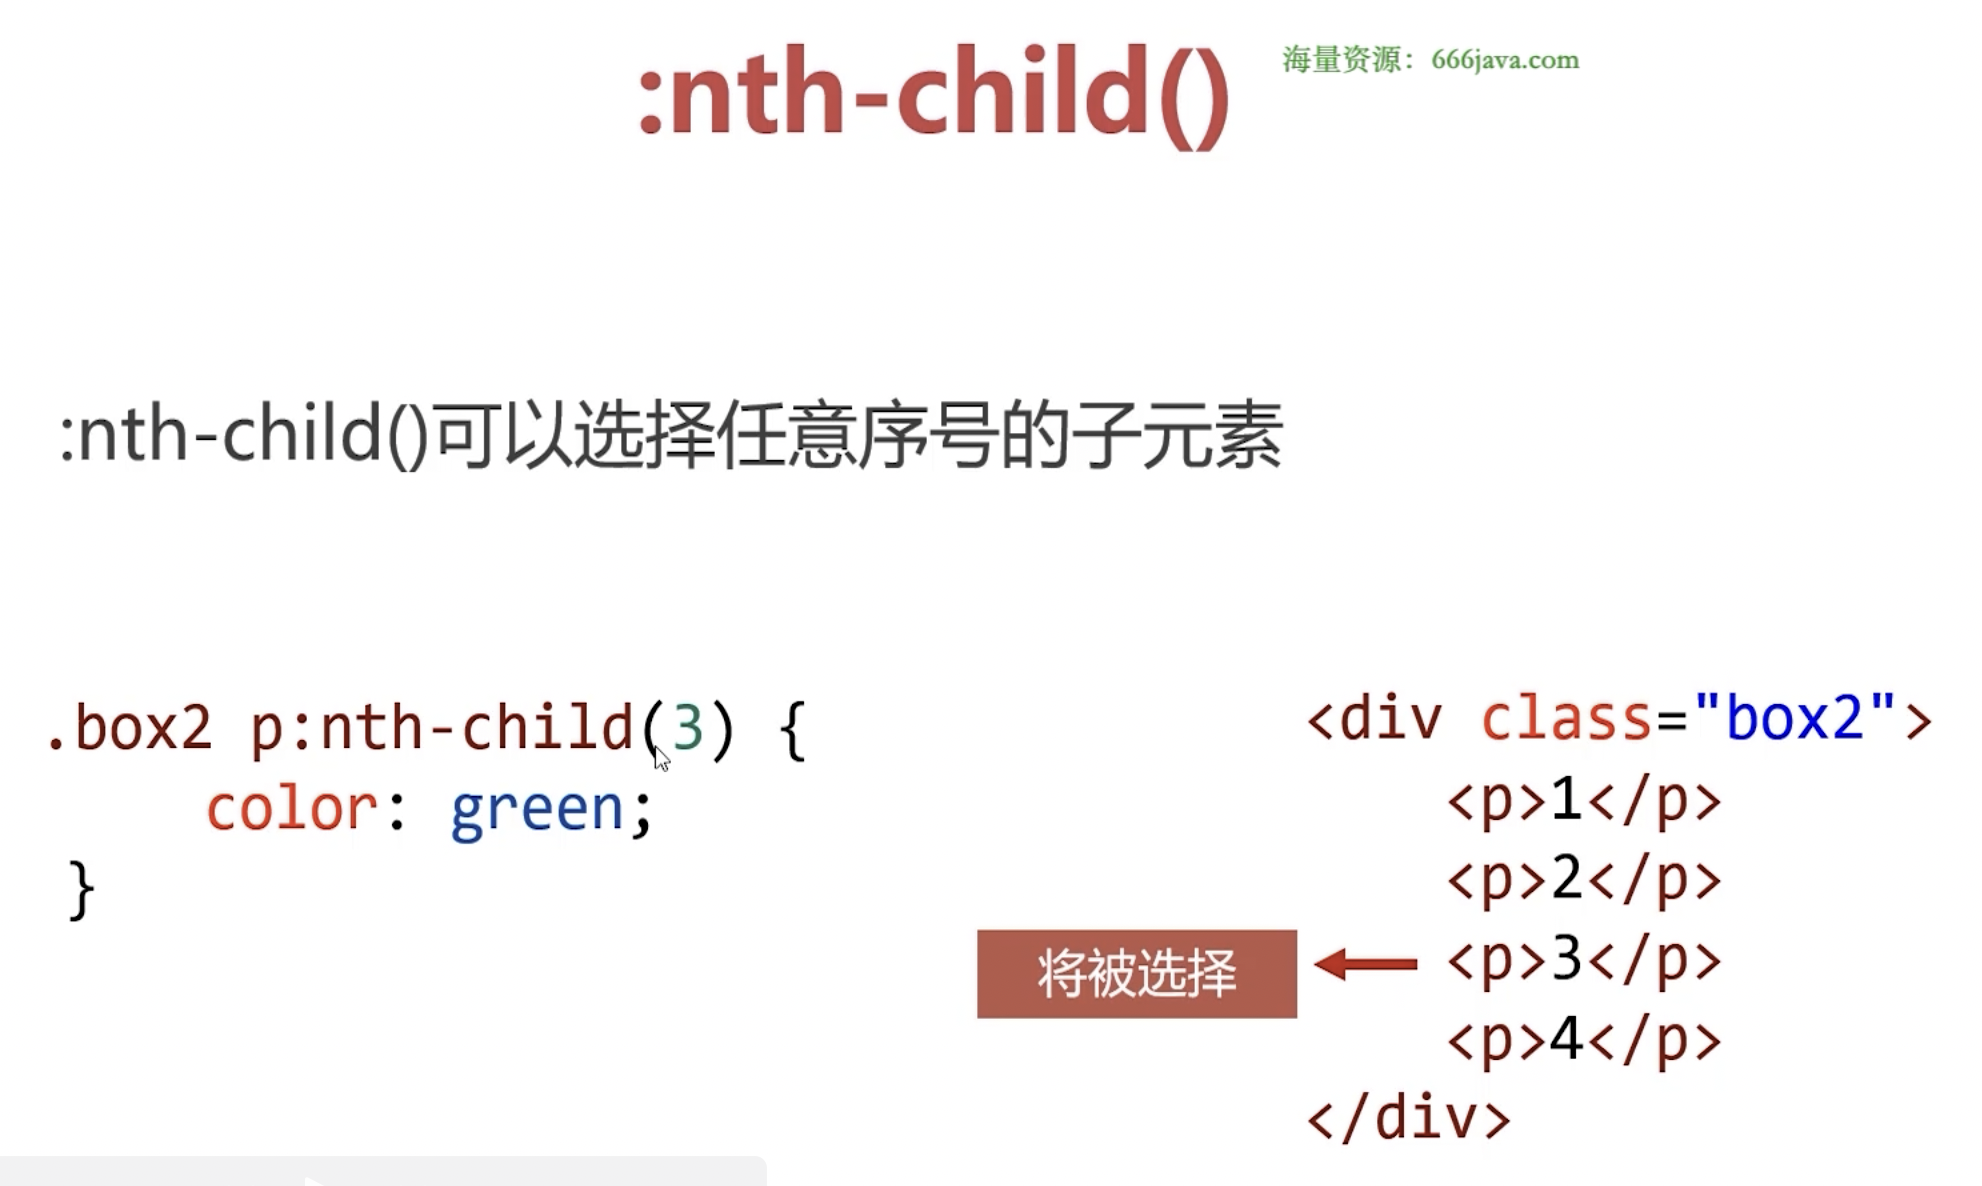 :nth-child()
海量资源：666java.com
:nth-child()可以选择任意序号的子元素
.box2 p:nth-child(3) {
color: green;
}
<div class="box2">
<p>1</p>
<p>2</p>
将被选择
<p>3</p>
<p>4</p>
</div>